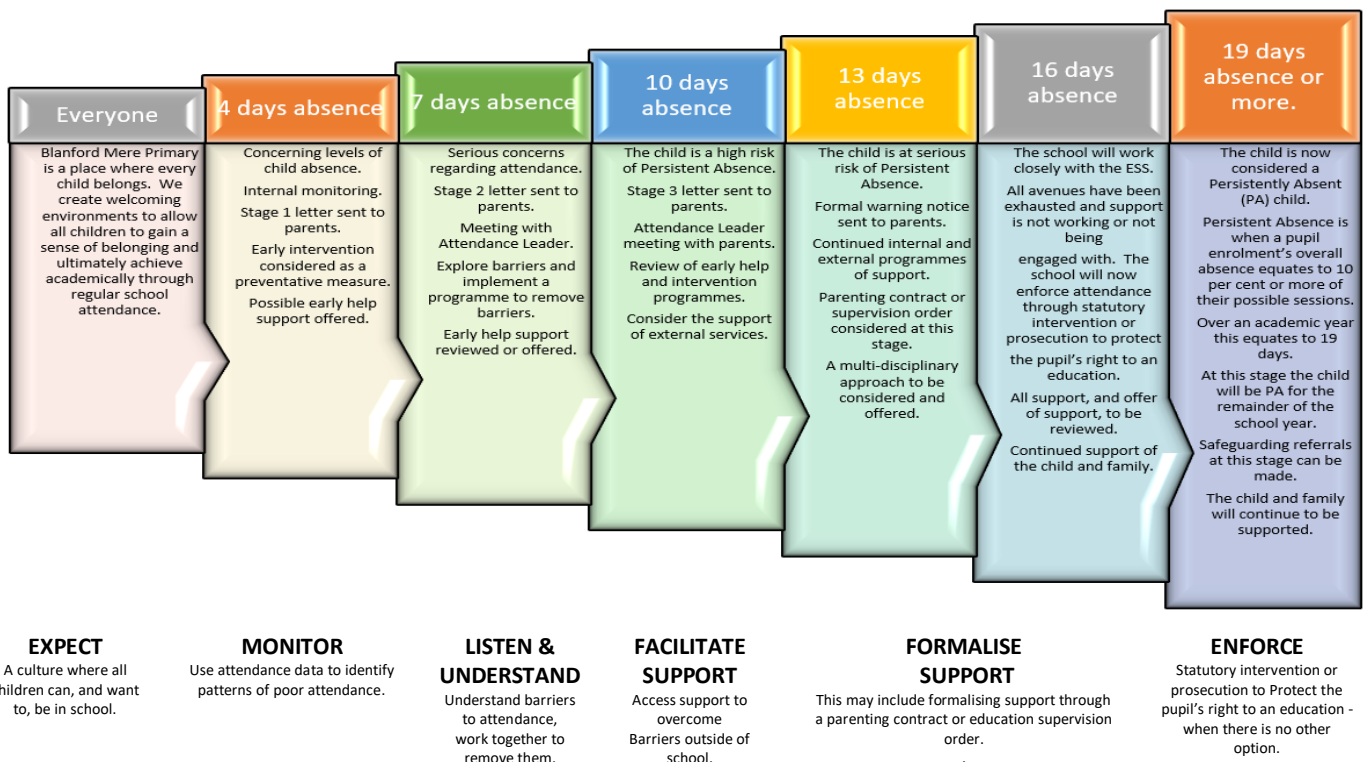 Everyone
Blanford Mere Primary
is a place where every
child belongs. We
create welcoming
environments to allow
all children to gain a
sense of belonging and
ultimately achieve
academically through
regular school
attendance.
4 days absence
Concerning levels of
child absence.
Internal monitoring.
Stage 1 letter sent to
parents.
Early intervention
considered as a
preventative measure.
Possible early help
support offered.
7 days absence
Serious concerns
regarding attendance.
Stage 2 letter sent to
parents.
Meeting with
Attendance Leader.
Explore barriers and
implement a
programme to remove
barriers.
Early help support
reviewed or offered.
10 days
absence
The child is a high risk
of Persistent Absence.
Stage 3 letter sent to
parents.
Attendance Leader
meeting with parents.
Review of early help
and intervention
programmes.
Consider the support
of external services.
13 days
absence
The child is at serious
risk of Persistent
Absence.
Formal warning notice
sent to parents.
Continued internal and
external programmes
of support.
Parenting contract or
supervision order
considered at this
stage.
A multi-disciplinary
approach to be
considered and
offered.
16 days
absence
The school will work
closely with the ESS.
All avenues have been
exhausted and support
is not working or not
being
engaged with. The
school will now
enforce attendance
through statutory
intervention or
prosecution to protect
the pupil's right to an
education.
All support, and offer
of support, to be
reviewed.
Continued support of
the child and family.
19 days
absence or
more.
The child is now
considered a
Persistently Absent
(PA) child.
Persistent Absence is
when a pupil
enrolment's overall
absence equates to 10
per cent or more of
their possible sessions.
Over an academic year
this equates to 19
days.
At this stage the child
will be PA for the
remainder of the
school year.
Safeguarding referrals
at this stage can be
made.
The child and family
will continue to be
supported.
EXPECT
A culture where all
hildren can, and want
to, be in school.
MONITOR
Use attendance data to identify
patterns of poor attendance.
LISTEN &
UNDERSTAND
Understand barriers
to attendance,
work together to
remove them.
FACILITATE
SUPPORT
Access support to
overcome
Barriers outside of
school.
FORMALISE
SUPPORT
This may include formalising support through
a parenting contract or education supervision
order.
ENFORCE
Statutory intervention or
prosecution to Protect the
pupil's right to an education -
when there is no other
option.